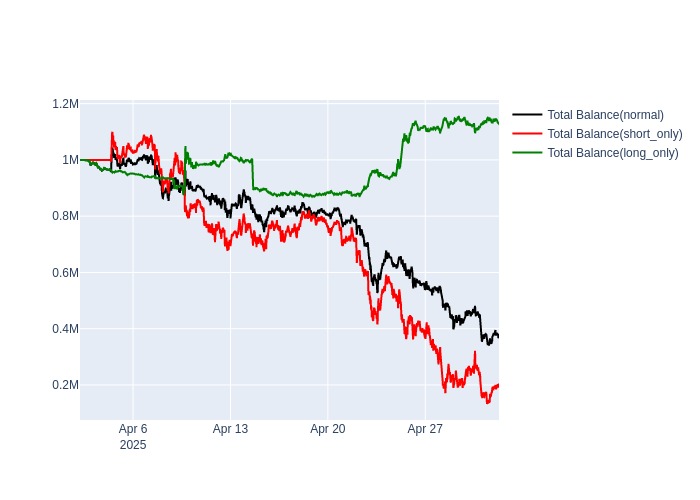 1.2M
1M
0.8M
0.6M
0.4M
0.2M
Apr 6
2025
Apr 13
Apr 20
Apr 27
Total Balance(normal)
Total Balance(short_only)
Total Balance(long_only)